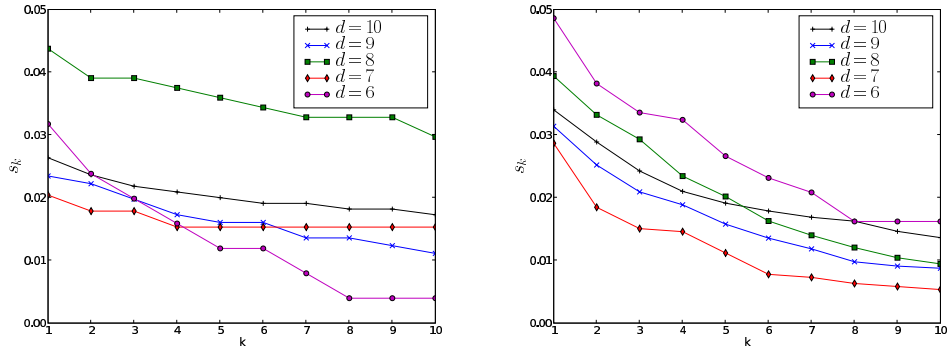 0.05
0.04
0.03
0.02
0.01
0.00
s_k
1 2 3 4 5 6 7 8 9 10
k
d = 10
d = 9
d = 8
d = 7
d = 6
0.05
0.04
0.03
0.02
0.01
0.00
s_k
1 2 3 4 5 6 7 8 9 10
k
d = 10
d = 9
d = 8
d = 7
d = 6